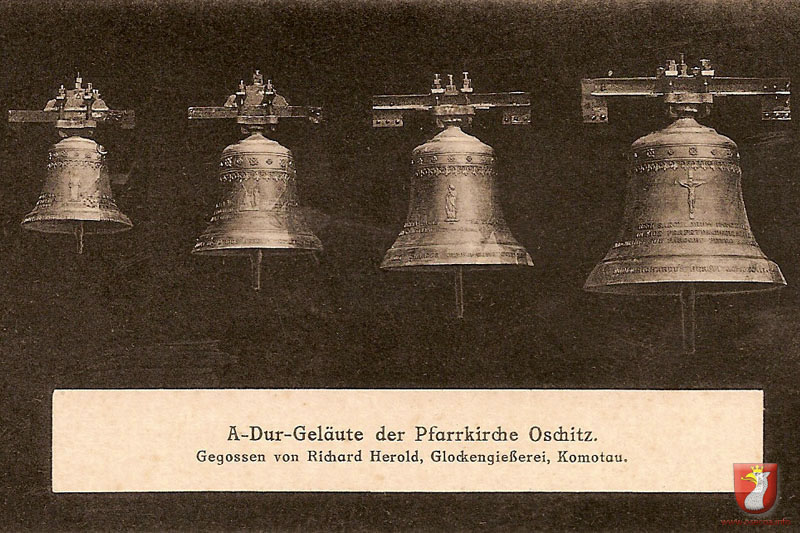 A-Dur-Geläute der Pfarrkirche Oschitz.
Gegossen von Richard Herold, Glockengießerei, Komotau.